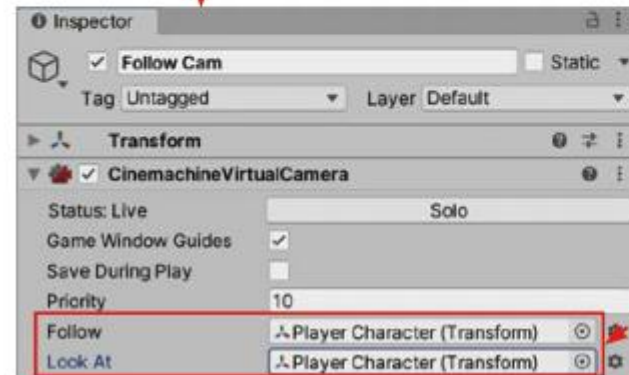 Inspector
Follow Cam Static
Tag Untagged Layer Default
Transform
CinemachineVirtualCamera
Status: Live Solo
Game Window Guides
Save During Play
Priority 10
Follow Player Character (Transform)
Look At Player Character (Transform)